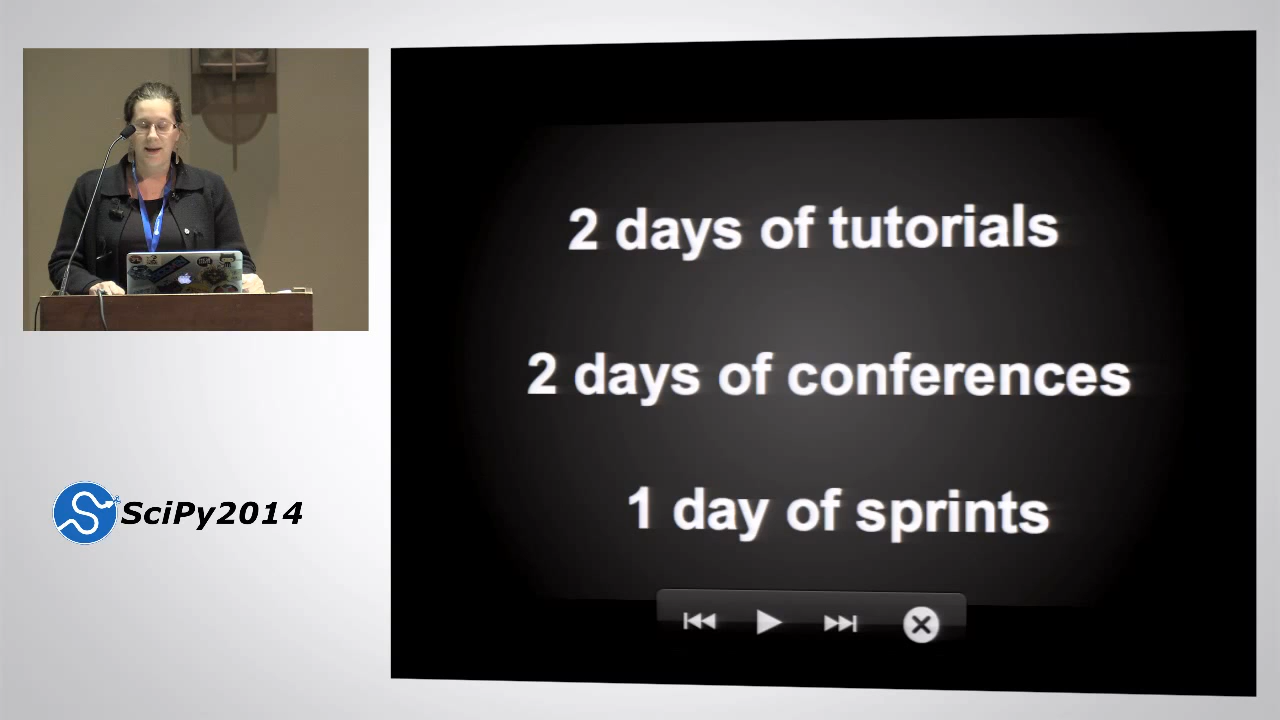 2 days of tutorials
2 days of conferences
1 day of sprints
SciPy2014